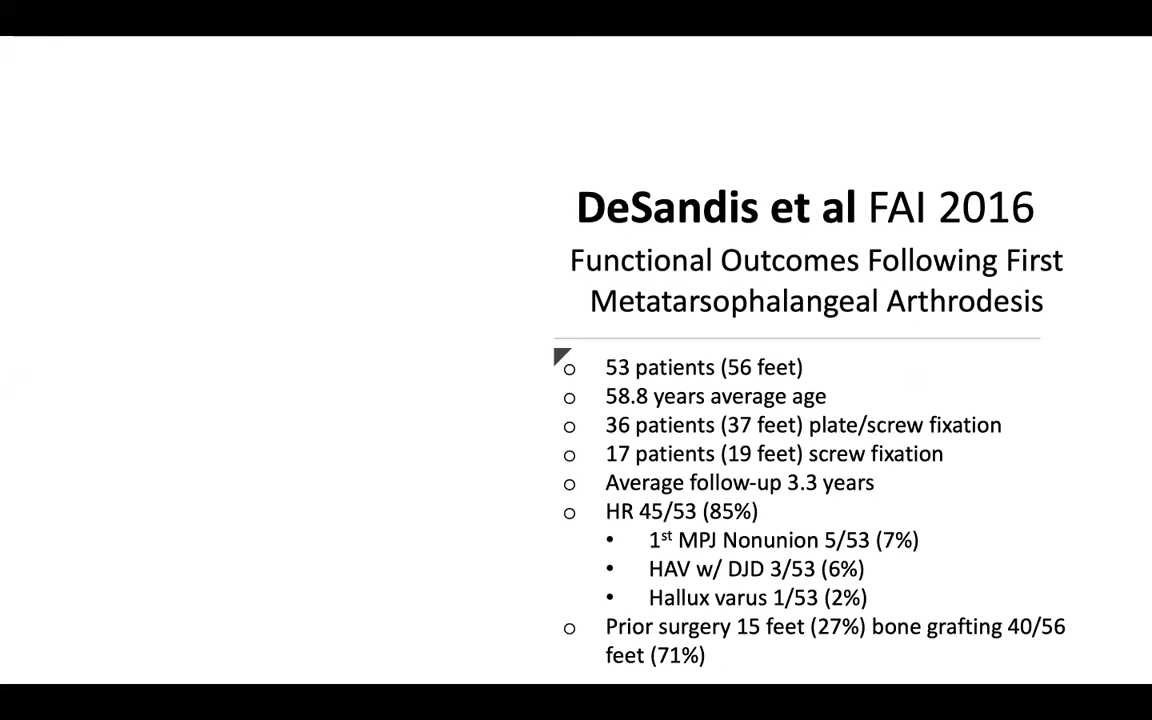 DeSandis et al FAI 2016
Functional Outcomes Following First
Metatarsophalangeal Arthrodesis
o 53 patients (56 feet)
o 58.8 years average age
o 36 patients (37 feet) plate/screw fixation
o 17 patients (19 feet) screw fixation
o Average follow-up 3.3 years
o HR 45/53 (85%)
• 1st MPJ Nonunion 5/53 (7%)
• HAV w/ DJD 3/53 (6%)
• Hallux varus 1/53 (2%)
o Prior surgery 15 feet (27%) bone grafting 40/56
feet (71%)